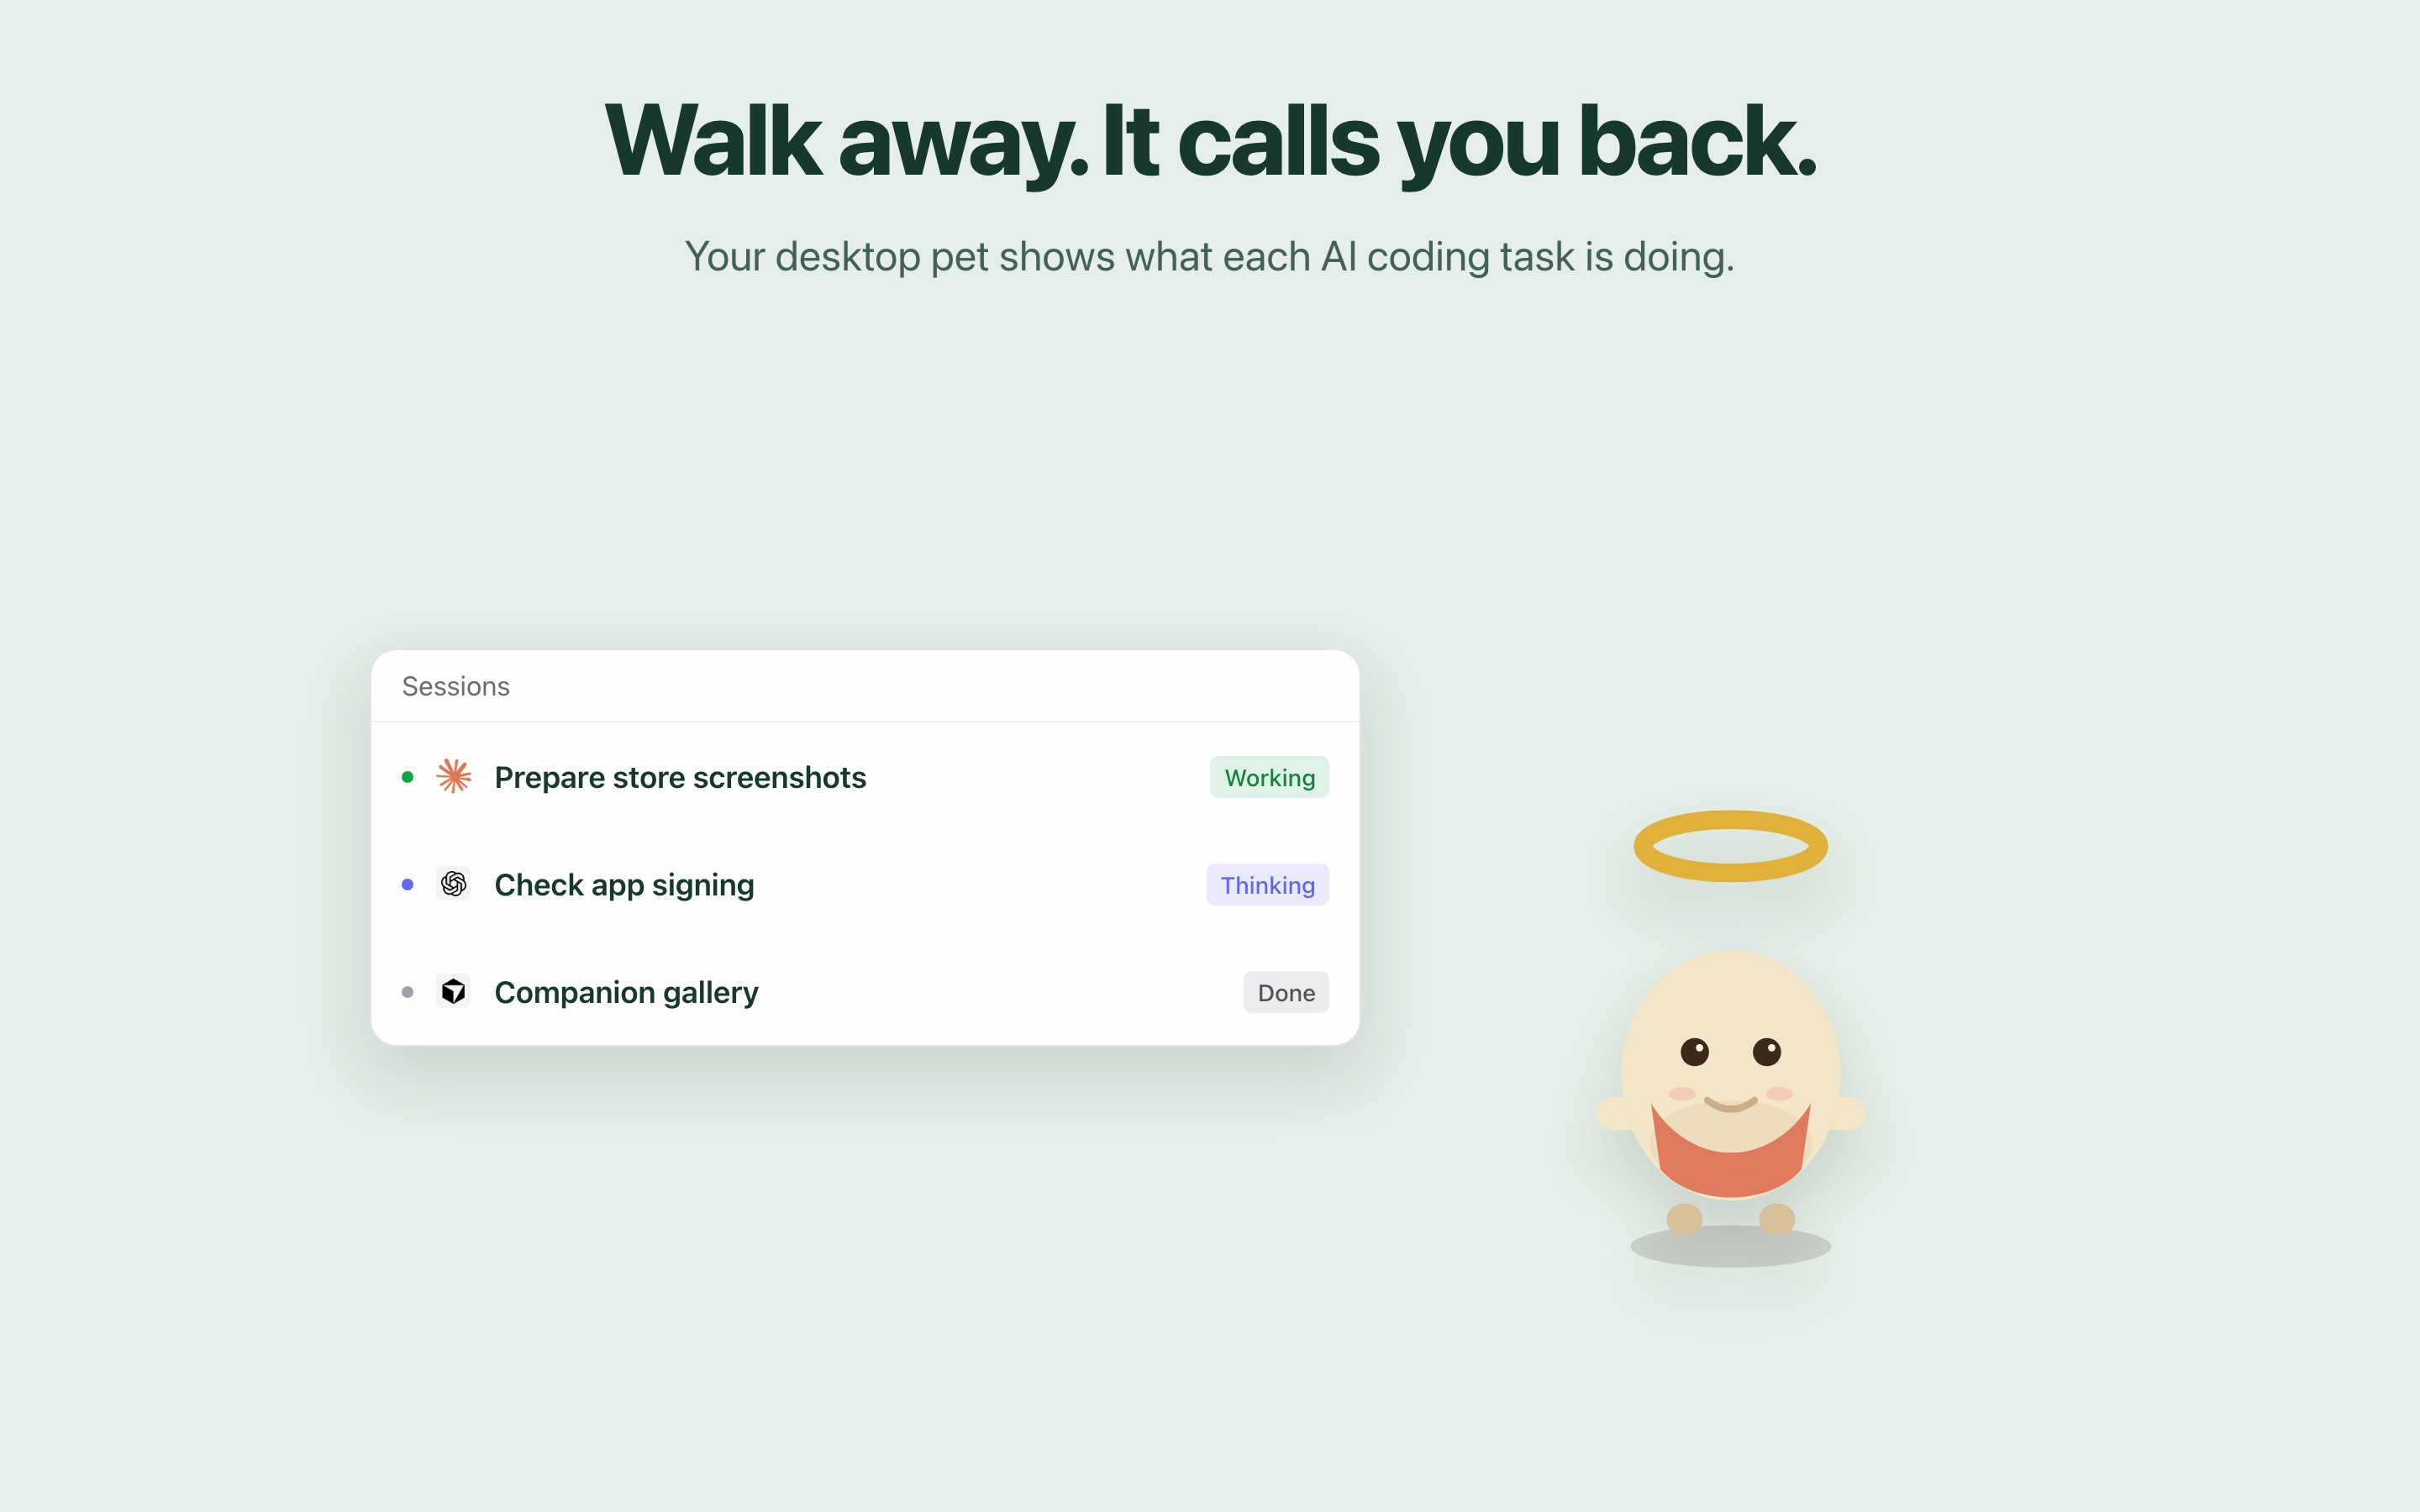 Walk away. It calls you back.
Your desktop pet shows what each AI coding task is doing.
Sessions
Prepare store screenshots
Working
Check app signing
Thinking
Companion gallery
Done